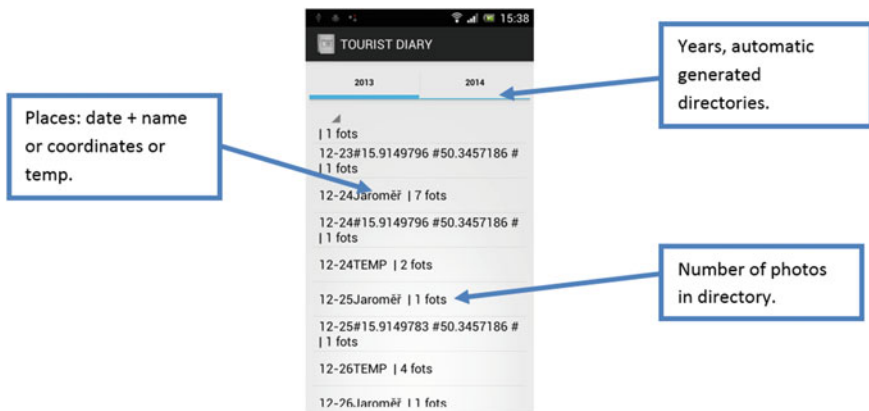 15:38
TOURIST DIARY
2013 2014
| 1 fots
12-23#15.9149796 #50.3457186 #
| 1 fots
12-24Jaroměř | 7 fots
12-24#15.9149796 #50.3457186 #
| 1 fots
12-24TEMP | 2 fots
12-25Jaroměř | 1 fots
12-25#15.9149783 #50.3457186 #
| 1 fots
12-26TEMP | 4 fots
12-26Jaroměř | 1 fots
Places: date + name
or coordinates or
temp.
Years, automatic
generated
directories.
Number of photos
in directory.